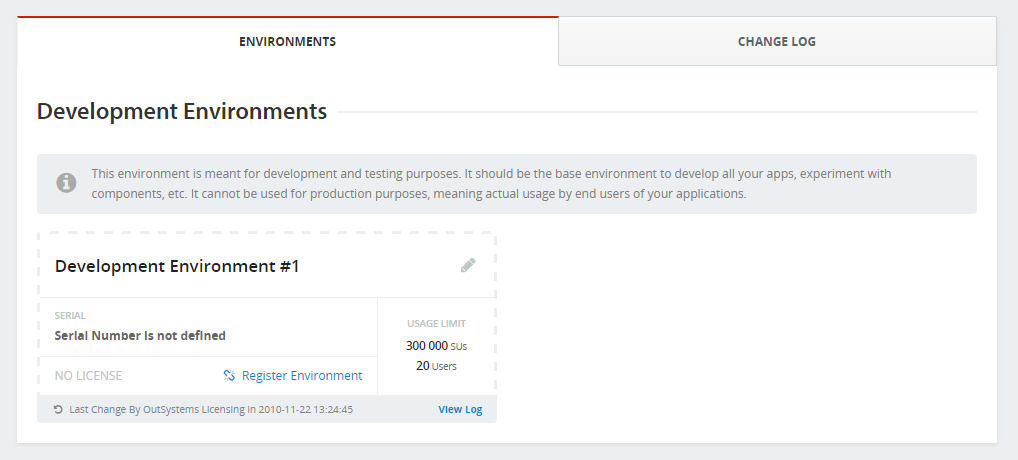 ENVIRONMENTS
CHANGE LOG
Development Environments
This environment is meant for development and testing purposes. It should be the base environment to develop all your apps, experiment with
components, etc. It cannot be used for production purposes, meaning actual usage by end users of your applications.
Development Environment #1
SERIAL
Serial Number is not defined
USAGE LIMIT
300 000 SUs
20 Users
NO LICENSE
Register Environment
Last Change By OutSystems Licensing in 2010-11-22 13:24:45
View Log